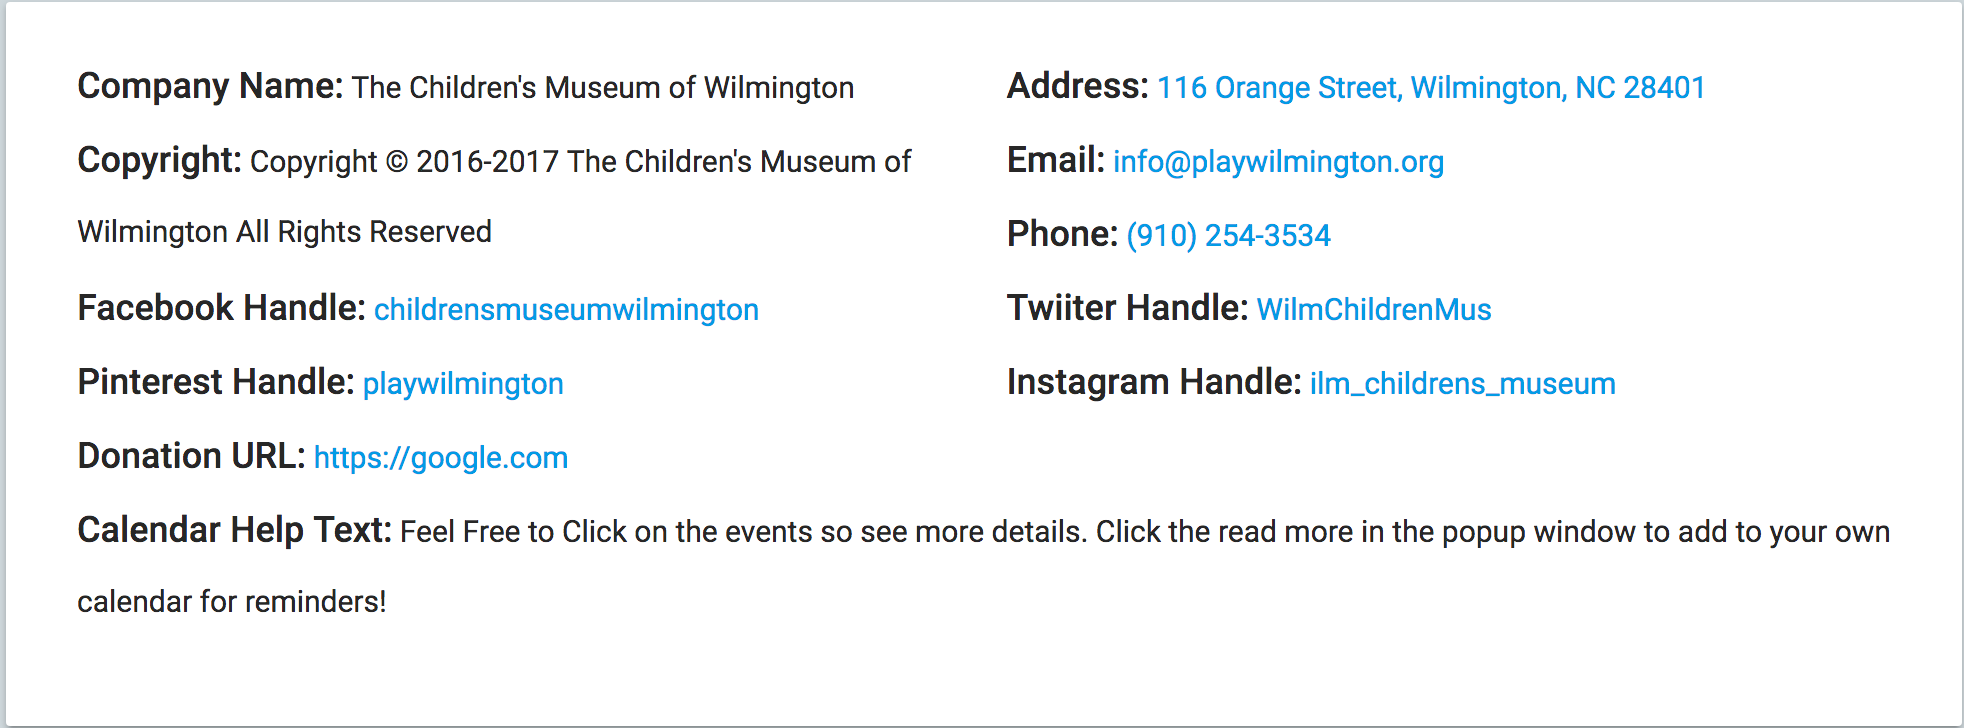 Company Name: The Children's Museum of Wilmington
Address: 116 Orange Street, Wilmington, NC 28401
Copyright: Copyright © 2016-2017 The Children's Museum of
Wilmington All Rights Reserved
Email: info@playwilmington.org
Phone: (910) 254-3534
Facebook Handle: childrensmuseumwilmington
Twiiter Handle: WilmChildrenMus
Pinterest Handle: playwilmington
Instagram Handle: ilm_childrens_museum
Donation URL: https://google.com
Calendar Help Text: Feel Free to Click on the events so see more details. Click the read more in the popup window to add to your own
calendar for reminders!